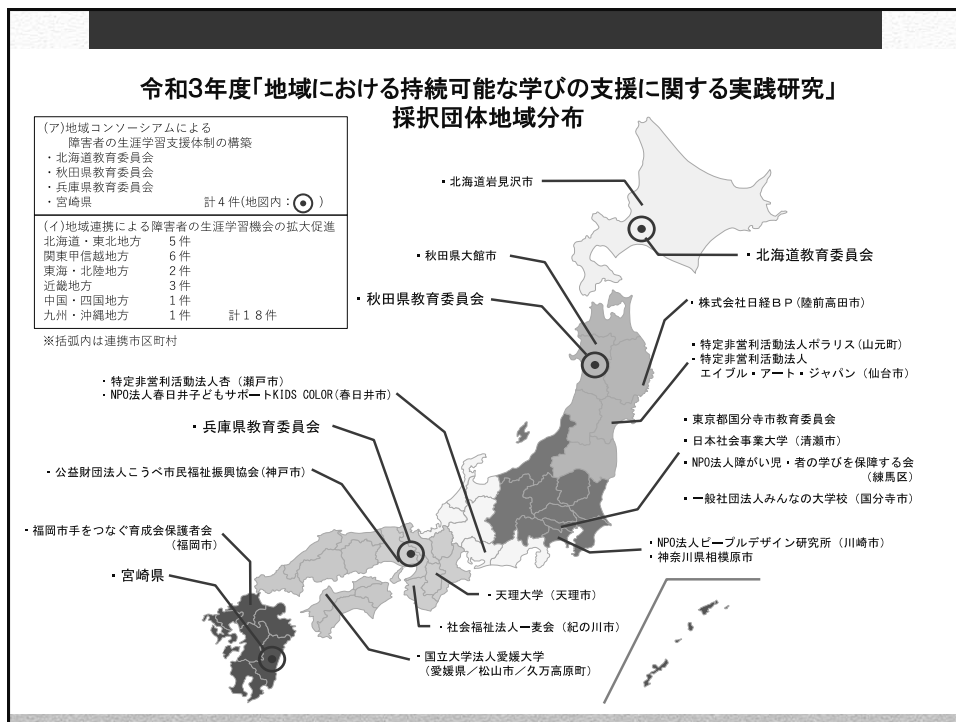 令和3年度「地域における持続可能な学びの支援に関する実践研究」
採択団体地域分布
(ア)地域コンソーシアムによる
障害者の生涯学習支援体制の構築
・北海道教育委員会
・秋田県教育委員会
・兵庫県教育委員会
・宮崎県 計4件(地図内： )
(イ)地域連携による障害者の生涯学習機会の拡大促進
北海道・東北地方 5件
関東甲信越地方 6件
東海・北陸地方 2件
近畿地方 3件
中国・四国地方 1件
九州・沖縄地方 1件 計18件
※括弧内は連携市区町村
・北海道岩見沢市
・北海道教育委員会
・秋田県大館市
・秋田県教育委員会
・株式会社日経BP(陸前高田市)
・特定非営利活動法人ポラリス(山元町)
・特定非営利活動法人
エイブル・アート・ジャパン(仙台市)
・特定非営利活動法人杏(瀬戸市)
・NPO法人春日井子どもサポートKIDS COLOR(春日井市)
・兵庫県教育委員会
・公益財団法人こうべ市民福祉振興協会(神戸市)
・東京都国分寺市教育委員会
・日本社会事業大学(清瀬市)
・NPO法人障がい児・者の学びを保障する会
(練馬区)
・一般社団法人みんなの大学校(国分寺市)
・福岡市手をつなぐ育成会保護者会
(福岡市)
・宮崎県
・NPO法人ピープルデザイン研究所(川崎市)
・神奈川県相模原市
・天理大学(天理市)
・社会福祉法人一麦会(紀の川市)
・国立大学法人愛媛大学
(愛媛県／松山市／久万高原町)